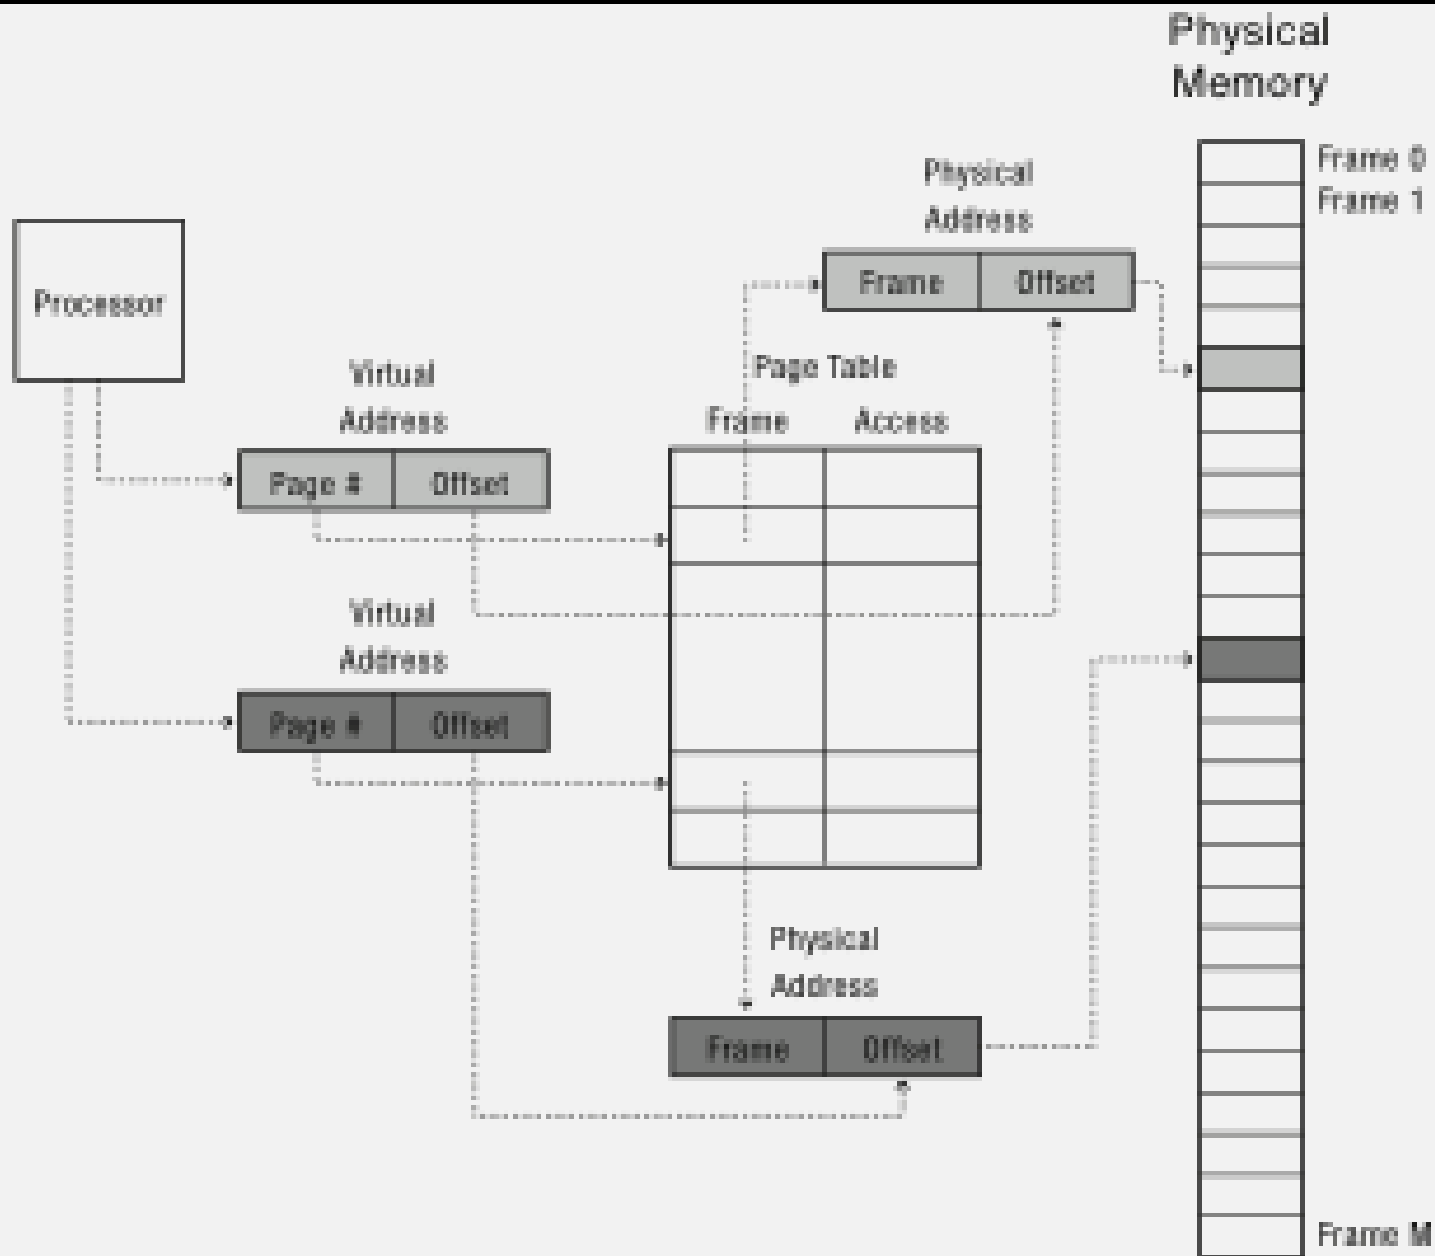 Physical
Memory
Frame 0
Frame 1
Physical
Address
Frame Offset
Processor
Virtual
Address
Page # Offset
Page Table
Frame Access
Virtual
Address
Page # Offset
Physical
Address
Frame Offset
Frame M